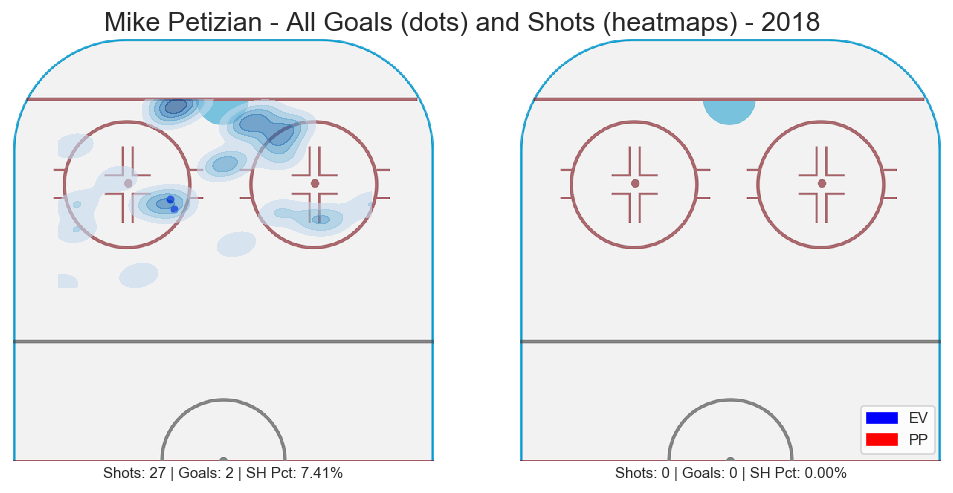 Mike Petizian - All Goals (dots) and Shots (heatmaps) - 2018
EV
PP
Shots: 27 | Goals: 2 | SH Pct: 7.41%
Shots: 0 | Goals: 0 | SH Pct: 0.00%